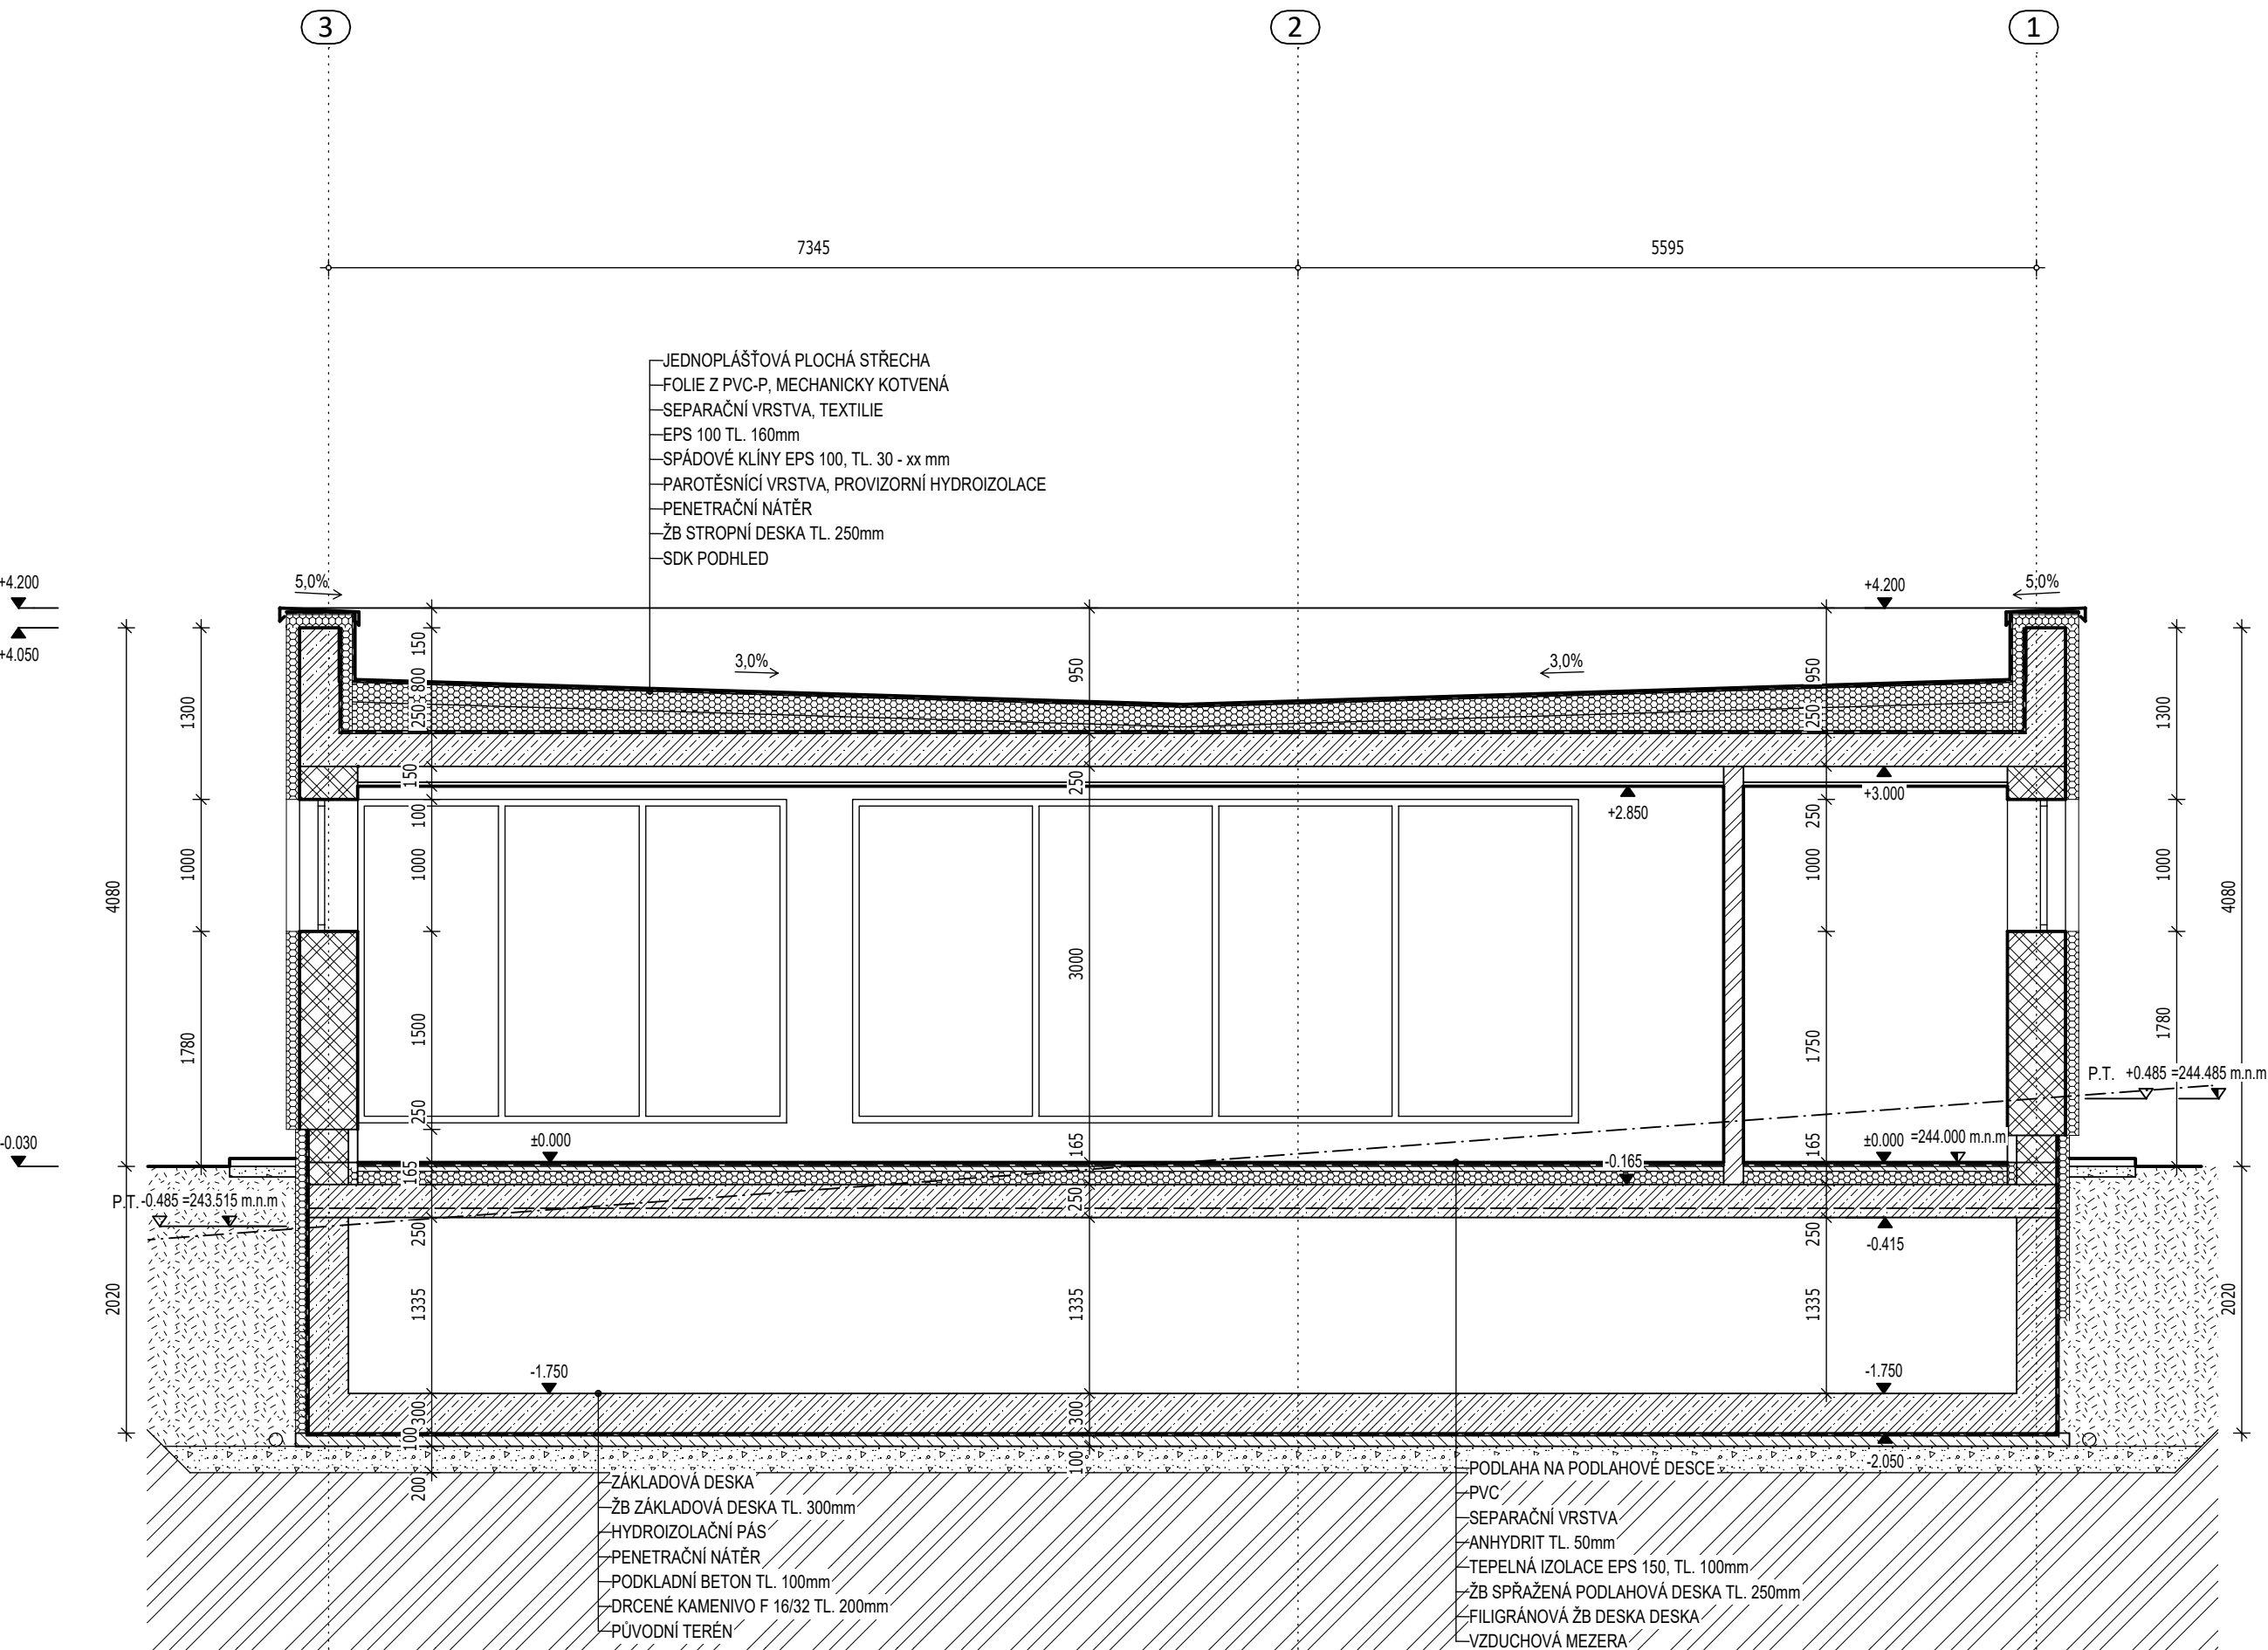 3
2
1
7345
5595
JEDNOPLÁŠŤOVÁ PLOCHÁ STŘECHA
FOLIE Z PVC-P, MECHANICKY KOTVENÁ
SEPARAČNÍ VRSTVA, TEXTILIE
EPS 100 TL. 160mm
SPÁDOVÉ KLÍNY EPS 100, TL. 30 - xx mm
PAROTĚSNÍCÍ VRSTVA, PROVIZORNÍ HYDROIZOLACE
PENETRAČNÍ NÁTĚR
ŽB STROPNÍ DESKA TL. 250mm
SDK PODHLED
+4.200
+4.050
-0.030
5,0%
+4.200
5,0%
3,0%
3,0%
4080
2020
1300
1000
1780
150
800
250
150
100
1000
1500
250
165
250
1335
300
100
200
950
250
3000
165
250
1335
300
100
950
250
250
1000
1750
165
250
1335
1300
1000
1780
4080
2020
+2.850
+3.000
P.T. +0.485 =244.485 m.n.m
±0.000
±0.000 =244.000 m.n.m
-0.165
P.T. -0.485 =243.515 m.n.m
-0.415
-1.750
-1.750
-2.050
ZÁKLADOVÁ DESKA
ŽB ZÁKLADOVÁ DESKA TL. 300mm
HYDROIZOLAČNÍ PÁS
PENETRAČNÍ NÁTĚR
PODKLADNÍ BETON TL. 100mm
DRCENÉ KAMENIVO F 16/32 TL. 200mm
PŮVODNÍ TERÉN
PODLAHA NA PODLAHOVÉ DESCE
PVC
SEPARAČNÍ VRSTVA
ANHYDRIT TL. 50mm
TEPELNÁ IZOLACE EPS 150, TL. 100mm
ŽB SPŘAŽENÁ PODLAHOVÁ DESKA TL. 250mm
FILIGRÁNOVÁ ŽB DESKA DESKA
VZDUCHOVÁ MEZERA